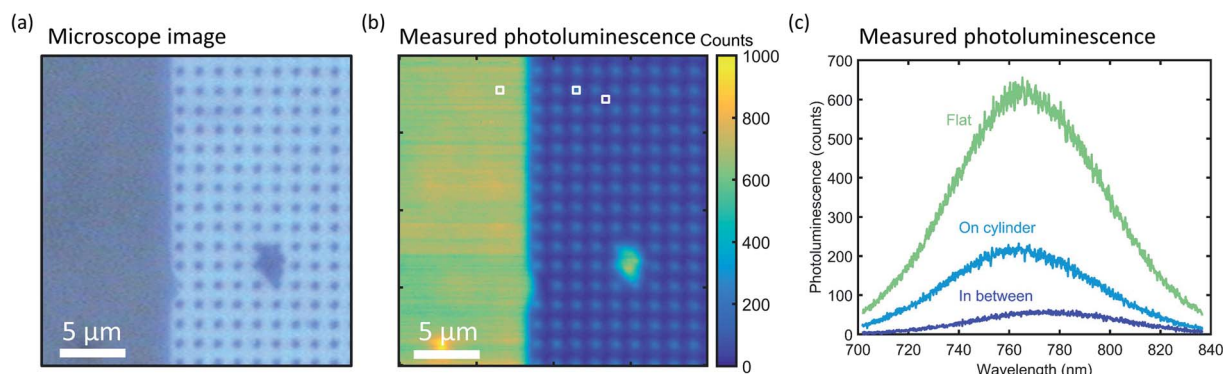 (a)
Microscope image
5 μm
(b)
Measured photoluminescence
Counts
1000
800
600
400
200
0
5 μm
(c)
Measured photoluminescence
Photoluminescence (counts)
700
600
500
400
300
200
100
0
Flat
On cylinder
In between
700 720 740 760 780 800 820 840
Wavelength (nm)